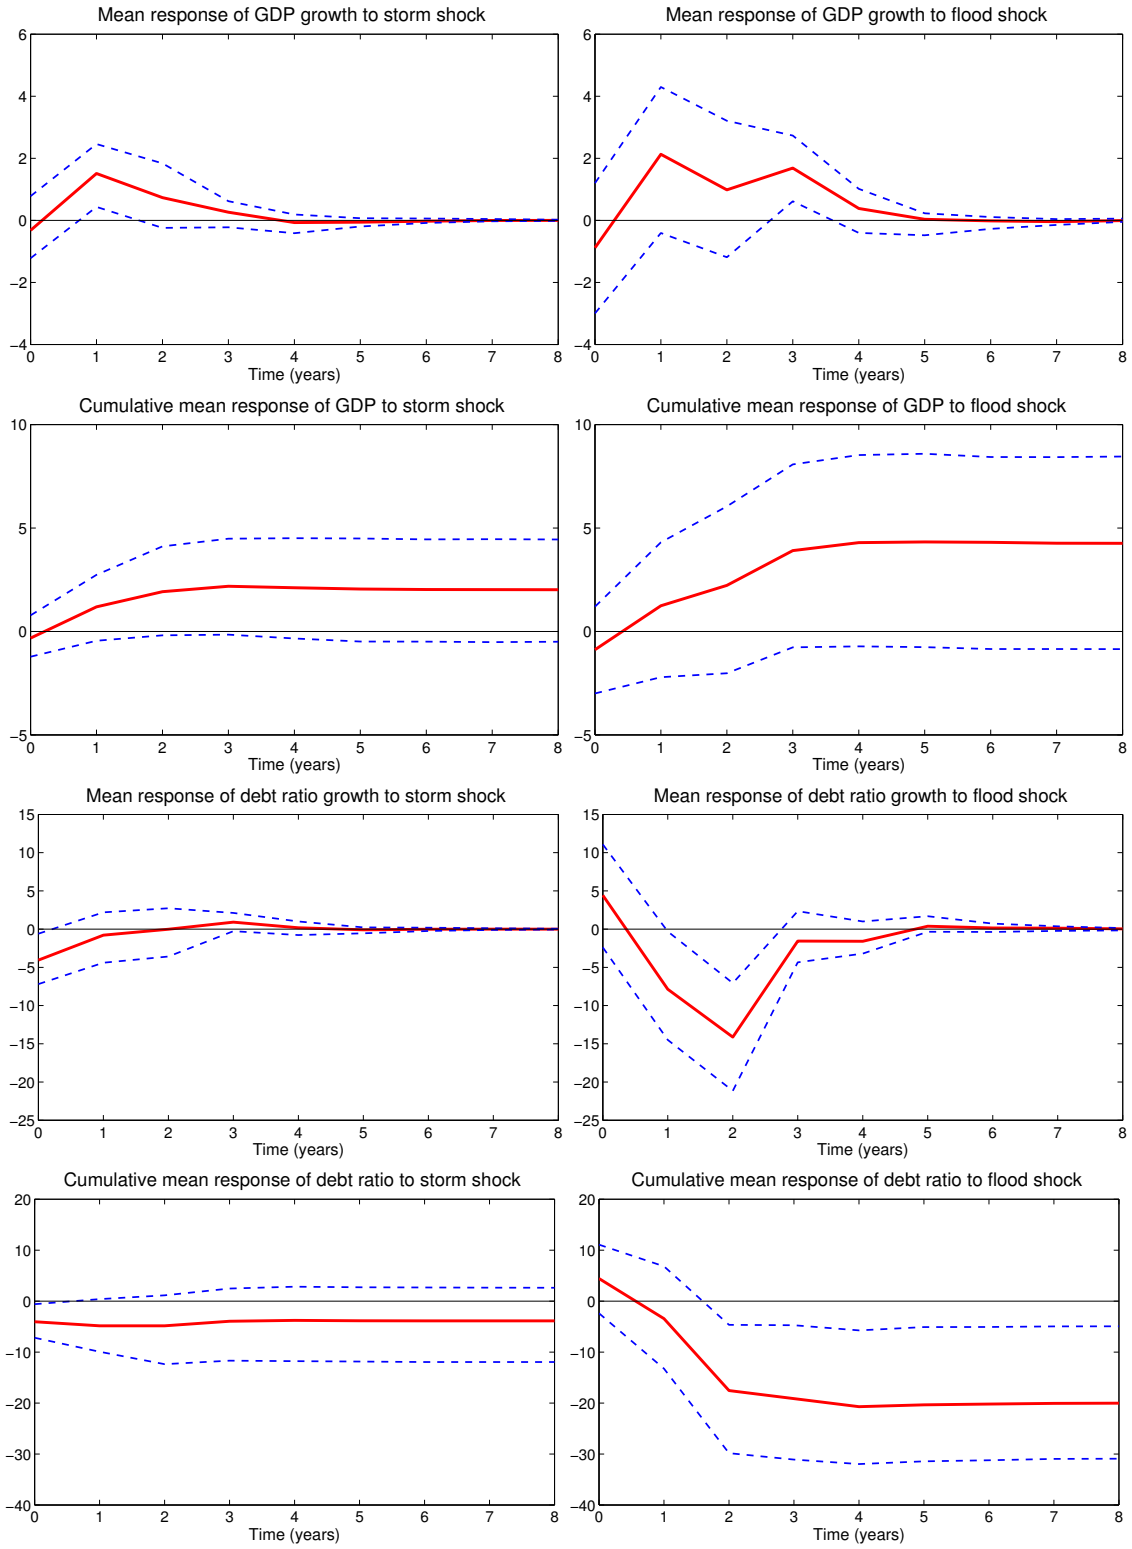 Mean response of GDP growth to storm shock
6
4
2
0
−2
−4
0 1 2 3 4 5 6 7 8
Time (years)
Mean response of GDP growth to flood shock
6
4
2
0
−2
−4
0 1 2 3 4 5 6 7 8
Time (years)
Cumulative mean response of GDP to storm shock
10
5
0
−5
0 1 2 3 4 5 6 7 8
Time (years)
Cumulative mean response of GDP to flood shock
10
5
0
−5
0 1 2 3 4 5 6 7 8
Time (years)
Mean response of debt ratio growth to storm shock
15
10
5
0
−5
−10
−15
−20
−25
0 1 2 3 4 5 6 7 8
Time (years)
Mean response of debt ratio growth to flood shock
15
10
5
0
−5
−10
−15
−20
−25
0 1 2 3 4 5 6 7 8
Time (years)
Cumulative mean response of debt ratio to storm shock
20
10
0
−10
−20
−30
−40
0 1 2 3 4 5 6 7 8
Time (years)
Cumulative mean response of debt ratio to flood shock
20
10
0
−10
−20
−30
−40
0 1 2 3 4 5 6 7 8
Time (years)